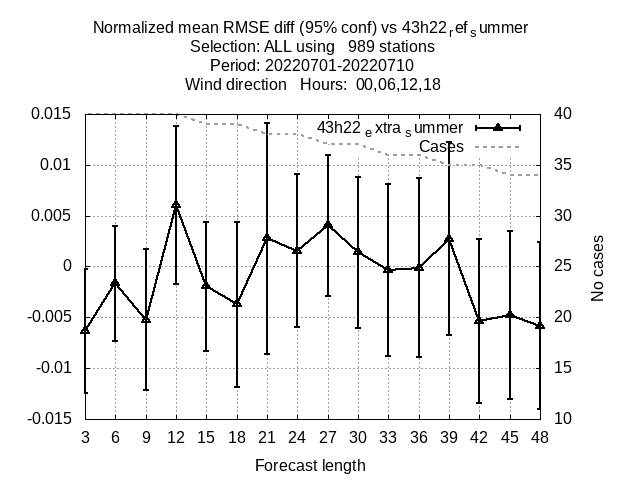 Normalized mean RMSE diff (95% conf) vs 43h22refsummer
Selection: ALL using   989 stations
Period: 20220701-20220710
Wind direction   Hours:  00,06,12,18
43h22extrasummer
Cases
0.015
0.01
0.005
0
-0.005
-0.01
-0.015
40
35
30
25
20
15
10
No cases
3 6 9 12 15 18 21 24 27 30 33 36 39 42 45 48
Forecast length